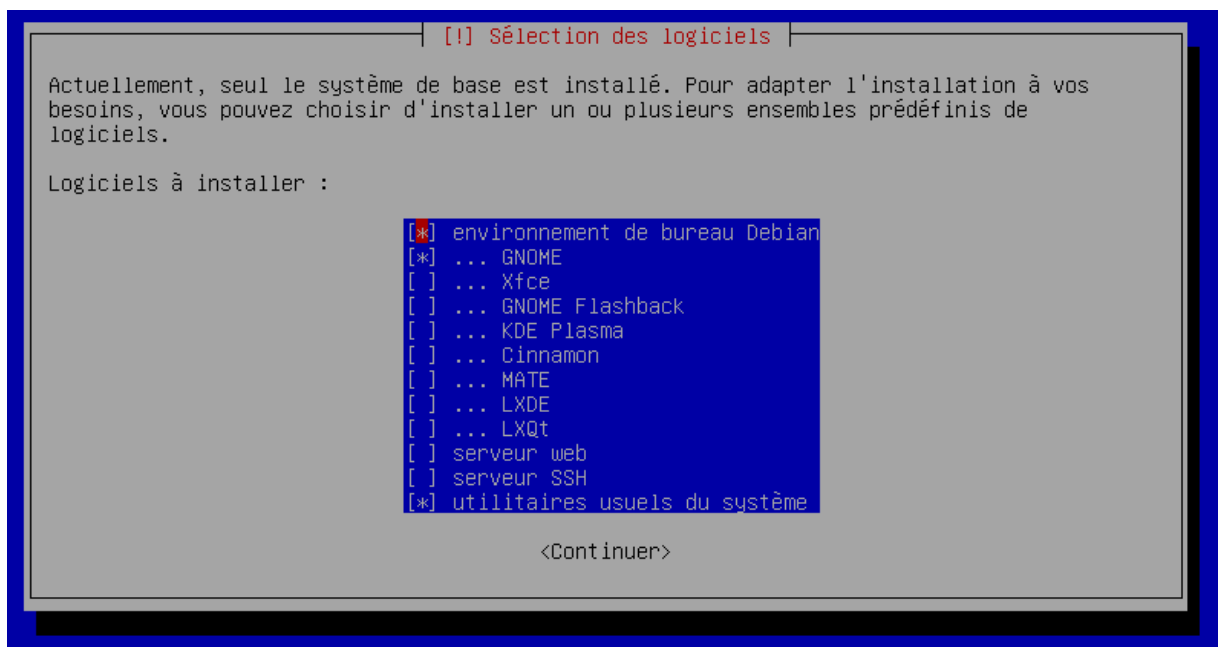 [!] Sélection des logiciels
Actuellement, seul le système de base est installé. Pour adapter l'installation à vos
besoins, vous pouvez choisir d'installer un ou plusieurs ensembles prédéfinis de
logiciels.
Logiciels à installer :
[*] environnement de bureau Debian
[*] ... GNOME
[ ] ... Xfce
[ ] ... GNOME Flashback
[ ] ... KDE Plasma
[ ] ... Cinnamon
[ ] ... MATE
[ ] ... LXDE
[ ] ... LXQt
[ ] serveur web
[ ] serveur SSH
[*] utilitaires usuels du système
<Continuer>